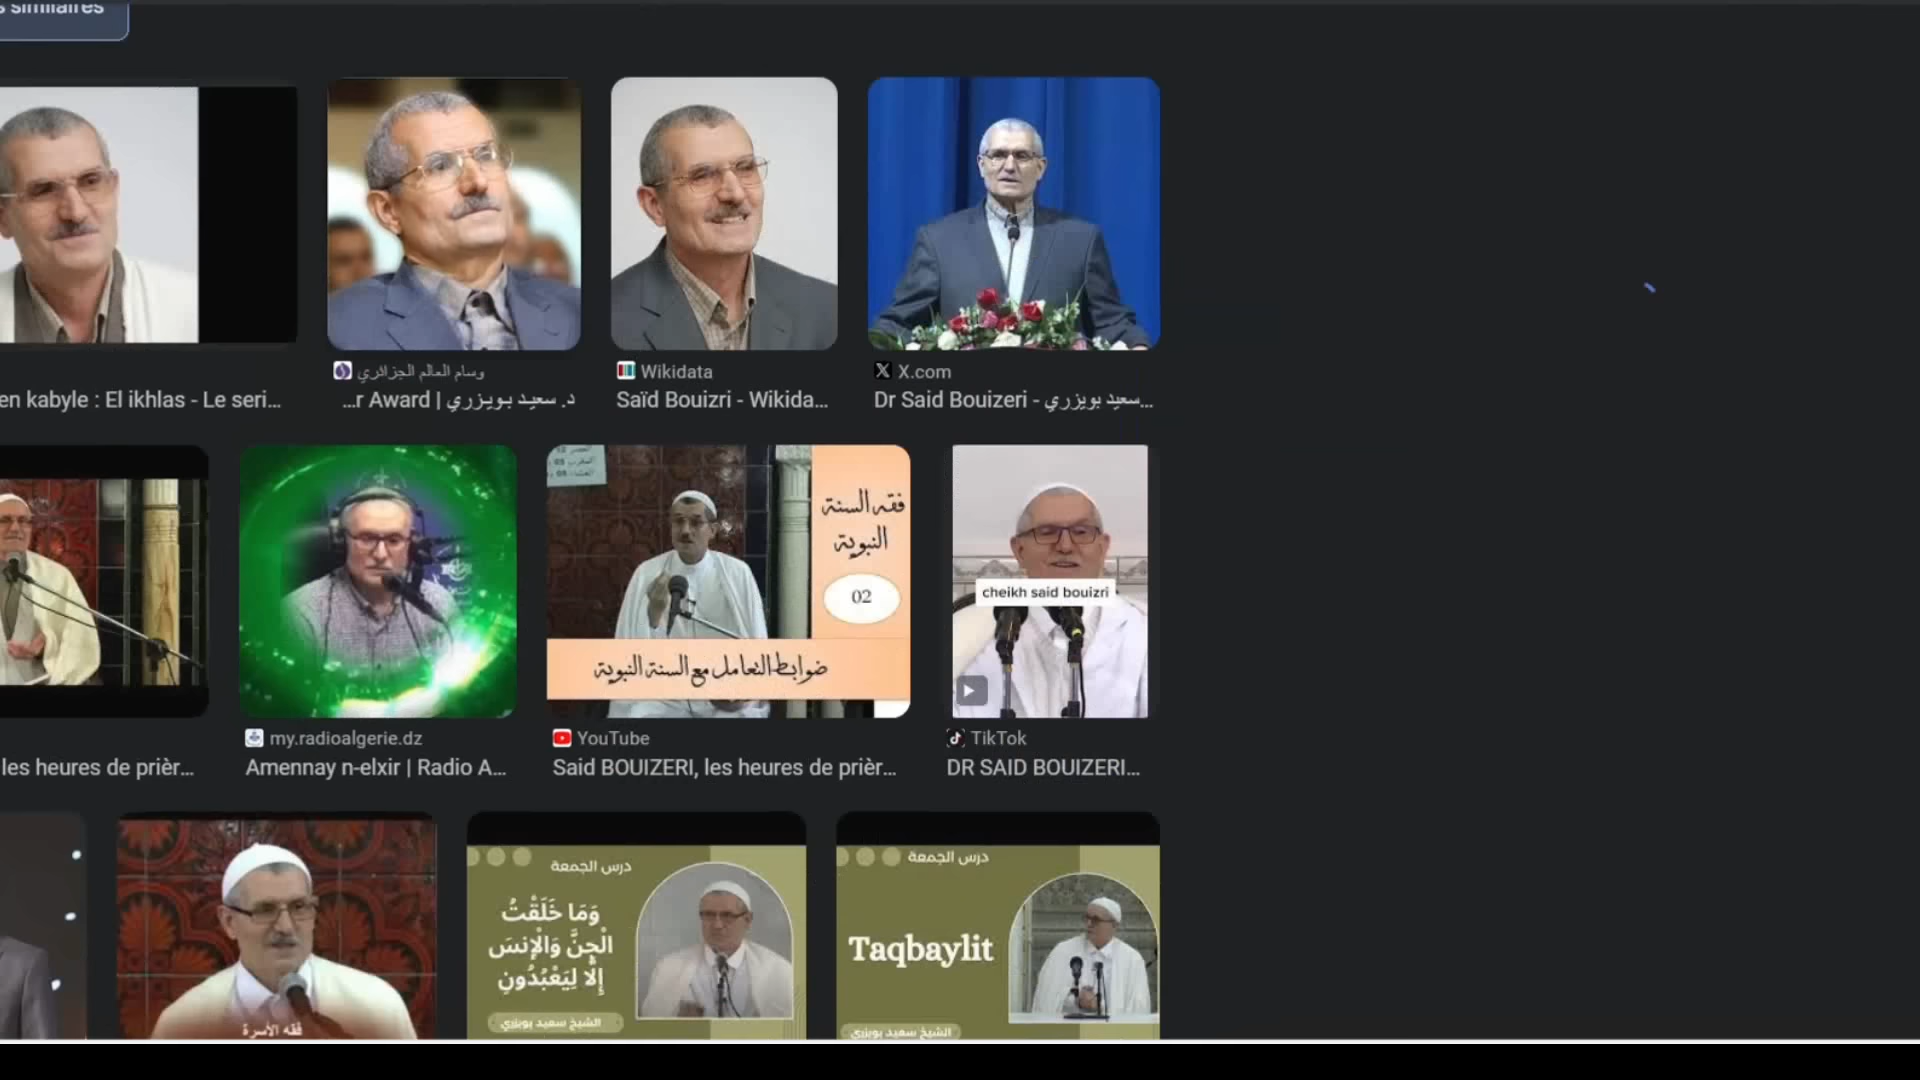 s similaires
وسام العالم الجزائري
Wikidata
X.com
en kabyle : El ikhlas - Le seri...
...r Award | د. سعيد بويزري
Saïd Bouizri - Wikida...
Dr Said Bouizeri - سعيد بويزري...
فقه السنة
النبوية
02
ضوابط التعامل مع السنة النبوية
cheikh said bouizri
my.radioalgerie.dz
YouTube
TikTok
les heures de prièr...
Amennay n-elxir | Radio A...
Said BOUIZERI, les heures de prièr...
DR SAID BOUIZERI...
درس الجمعة
وَمَا خَلَقْتُ
الْجِنَّ وَالْإِنسَ
إِلَّا لِيَعْبُدُونِ
الشيخ سعيد بويزري
درس الجمعة
Taqbaylit
الشيخ سعيد بويزري
فقه الأسرة